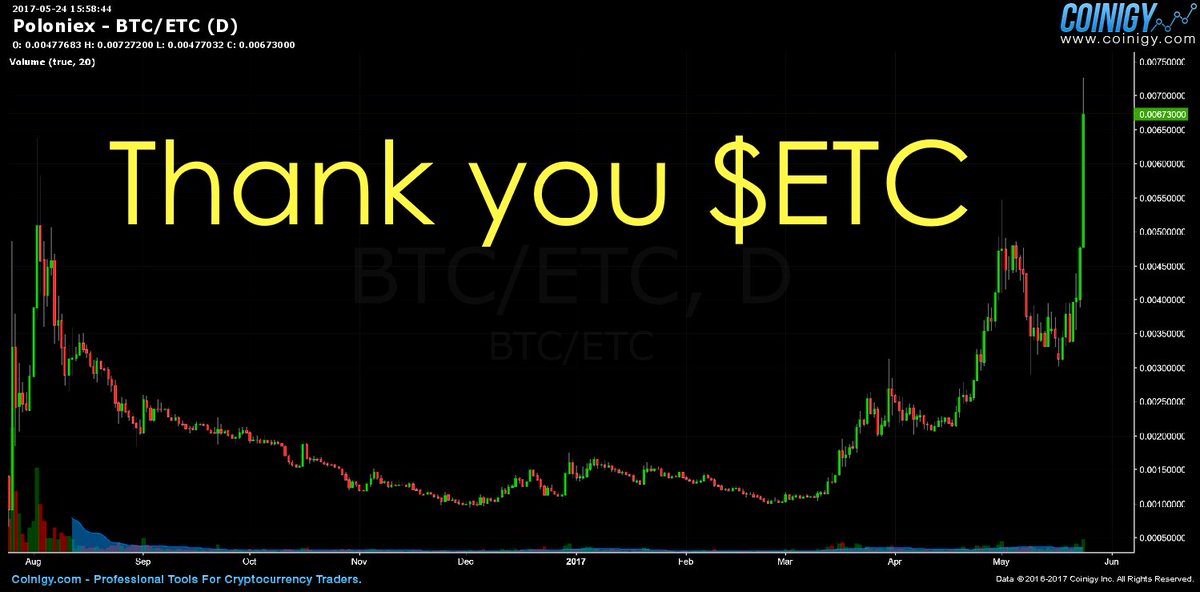 2017-05-24 15:58:44
Poloniex - BTC/ETC (D)
O: 0.00477683 H: 0.00727200 L: 0.00477032 C: 0.00673000
Volume (true, 20)
COINIGY
www.coinigy.com
Thank you $ETC
BTC/ETC, D
BTC/ETC
0.00750000
0.00700000
0.00673000
0.00650000
0.00600000
0.00550000
0.00500000
0.00450000
0.00400000
0.00350000
0.00300000
0.00250000
0.00200000
0.00150000
0.00100000
0.00050000
Aug Sep Oct Nov Dec 2017 Feb Mar Apr May Jun
Coinigy.com - Professional Tools For Cryptocurrency Traders.
Data © 2016-2017 Coinigy Inc. All Rights Reserved.